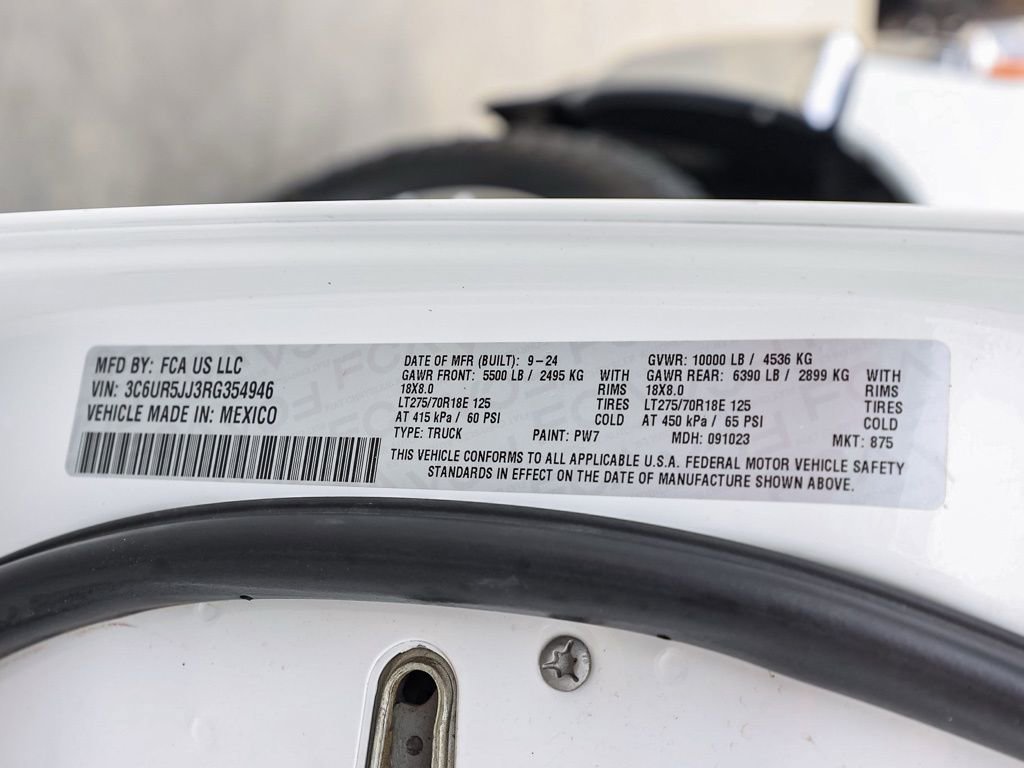 MFD BY: FCA US LLC
VIN: 3C6UR5JJ3RG354946
VEHICLE MADE IN: MEXICO
DATE OF MFR (BUILT): 9-24 GVWR: 10000 LB / 4536 KG
GAWR FRONT: 5500 LB / 2495 KG WITH GAWR REAR: 6390 LB / 2899 KG WITH
18X8.0 RIMS 18X8.0 RIMS
LT275/70R18E 125 TIRES LT275/70R18E 125 TIRES
AT 415 kPa / 60 PSI COLD AT 450 kPa / 65 PSI COLD
TYPE: TRUCK PAINT: PW7 MDH: 091023 MKT: 875
THIS VEHICLE CONFORMS TO ALL APPLICABLE U.S.A. FEDERAL MOTOR VEHICLE SAFETY
STANDARDS IN EFFECT ON THE DATE OF MANUFACTURE SHOWN ABOVE.